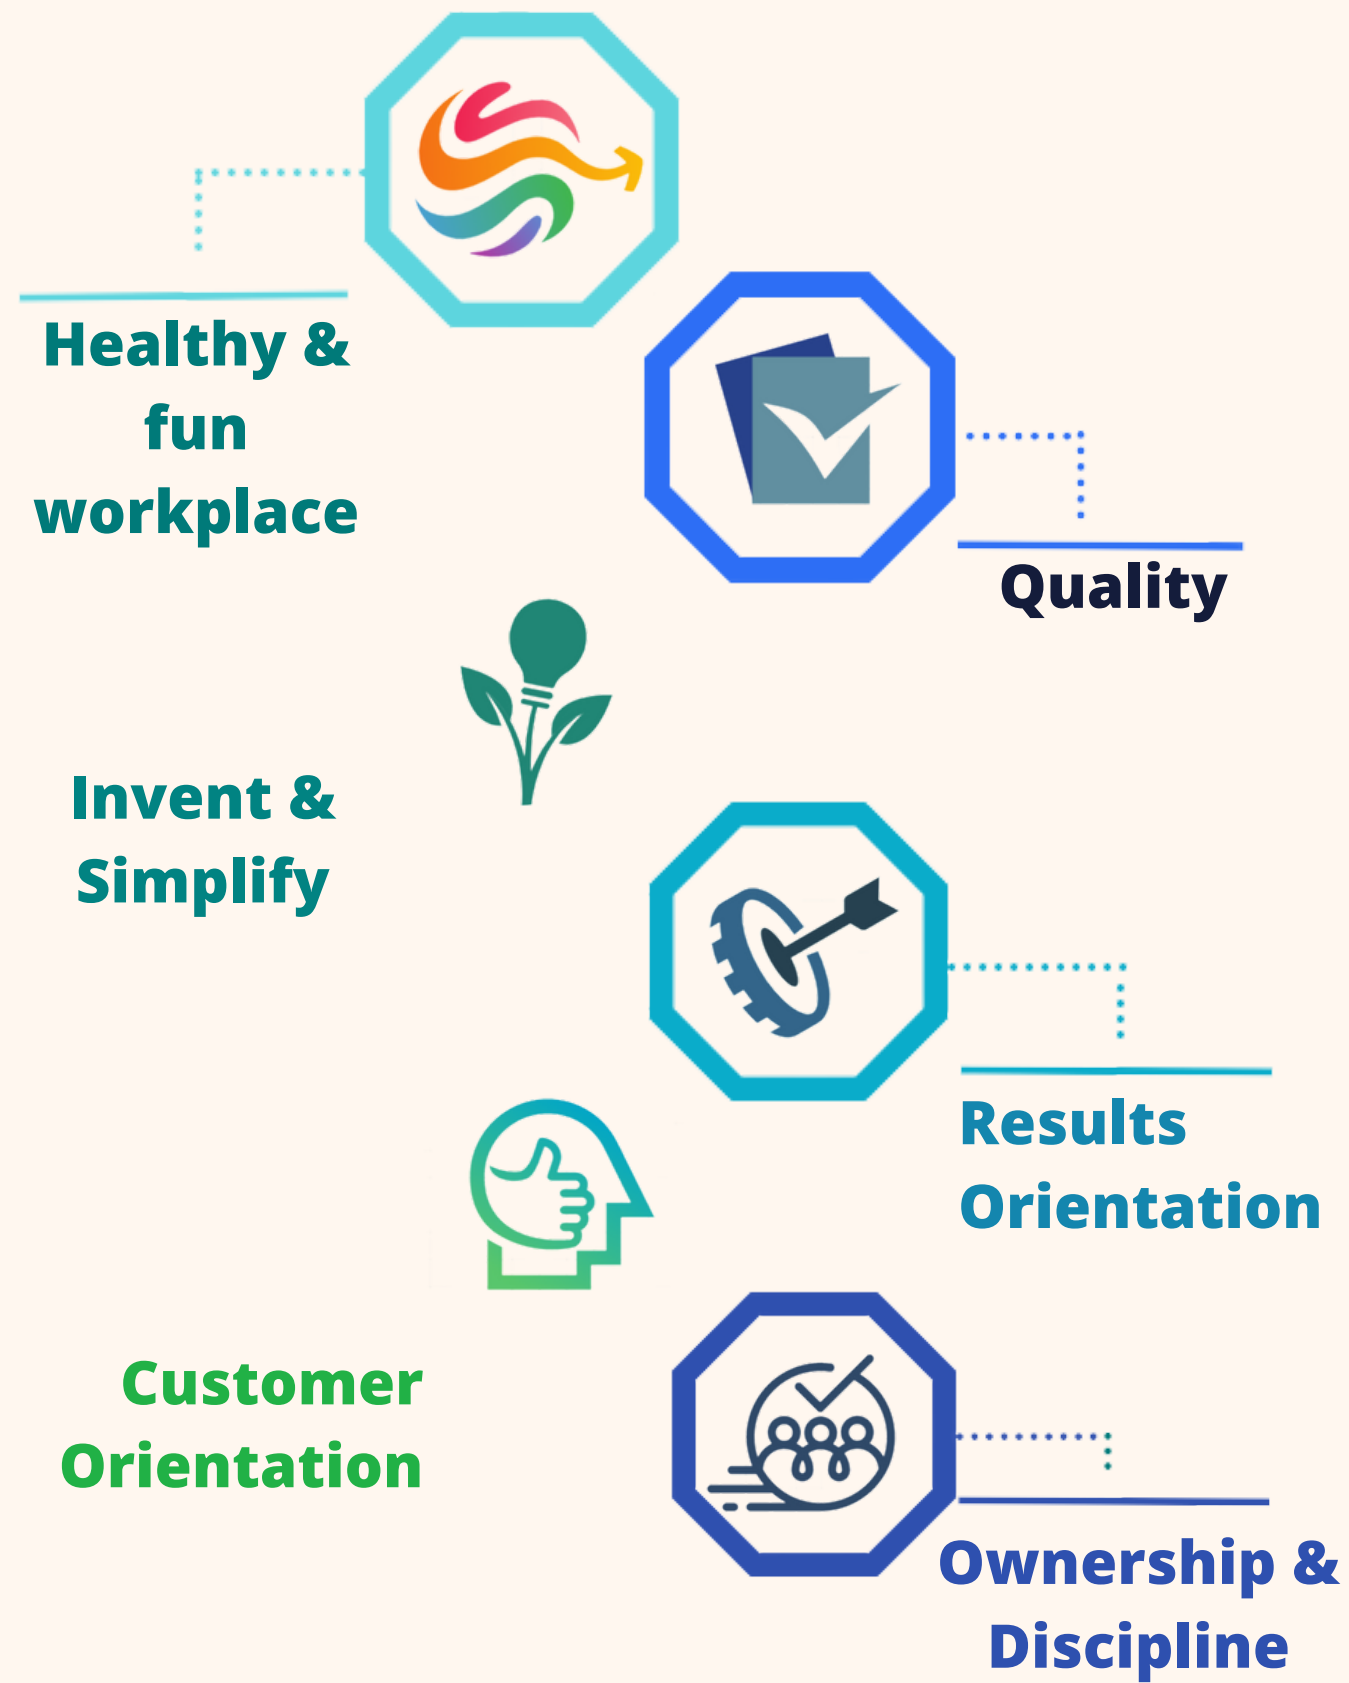 Healthy &
fun
workplace
Quality
Invent &
Simplify
Results
Orientation
Customer
Orientation
Ownership &
Discipline